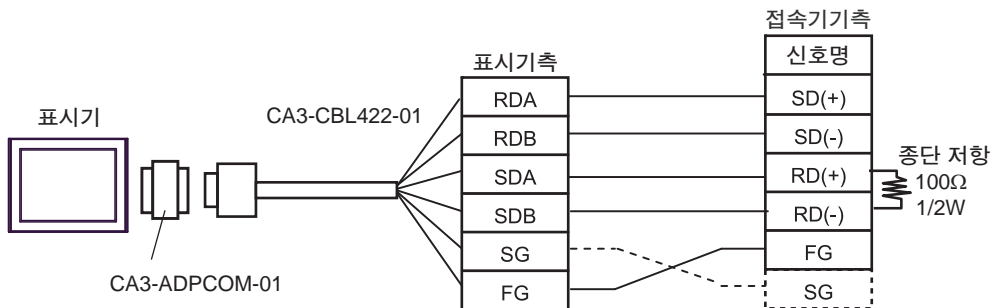 접속기기측
신호명
표시기측
표시기
CA3-CBL422-01
RDA
SD(+)
RDB
SD(-)
SDA
RD(+)
SDB
RD(-)
SG
FG
FG
SG
종단 저항
100Ω
1/2W
CA3-ADPCOM-01